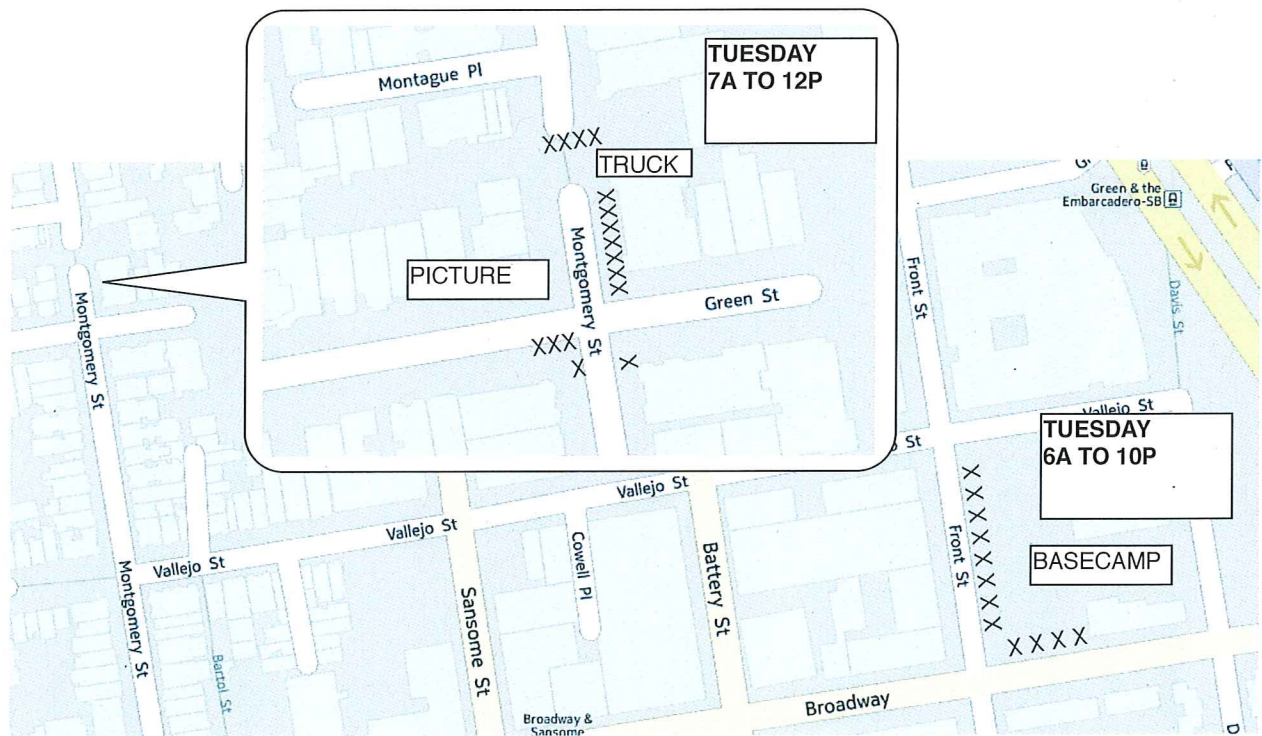 TUESDAY
7A TO 12P
Montague Pl
XXXX
TRUCK
XXXXXXX
Montgomery St
PICTURE
Green St
XXX
X
X
Green & the
Embarcadero-SB
Front St
Davis St
Montgomery St
Vallejo St
TUESDAY
6A TO 10P
Vallejo St
Vallejo St
Vallejo St
XXXXXXXX
BASECAMP
XXXX
Front St
Cowell Pl
Battery St
Sansome St
Montgomery St
Bartol St
Broadway
Broadway &
Sansome
D